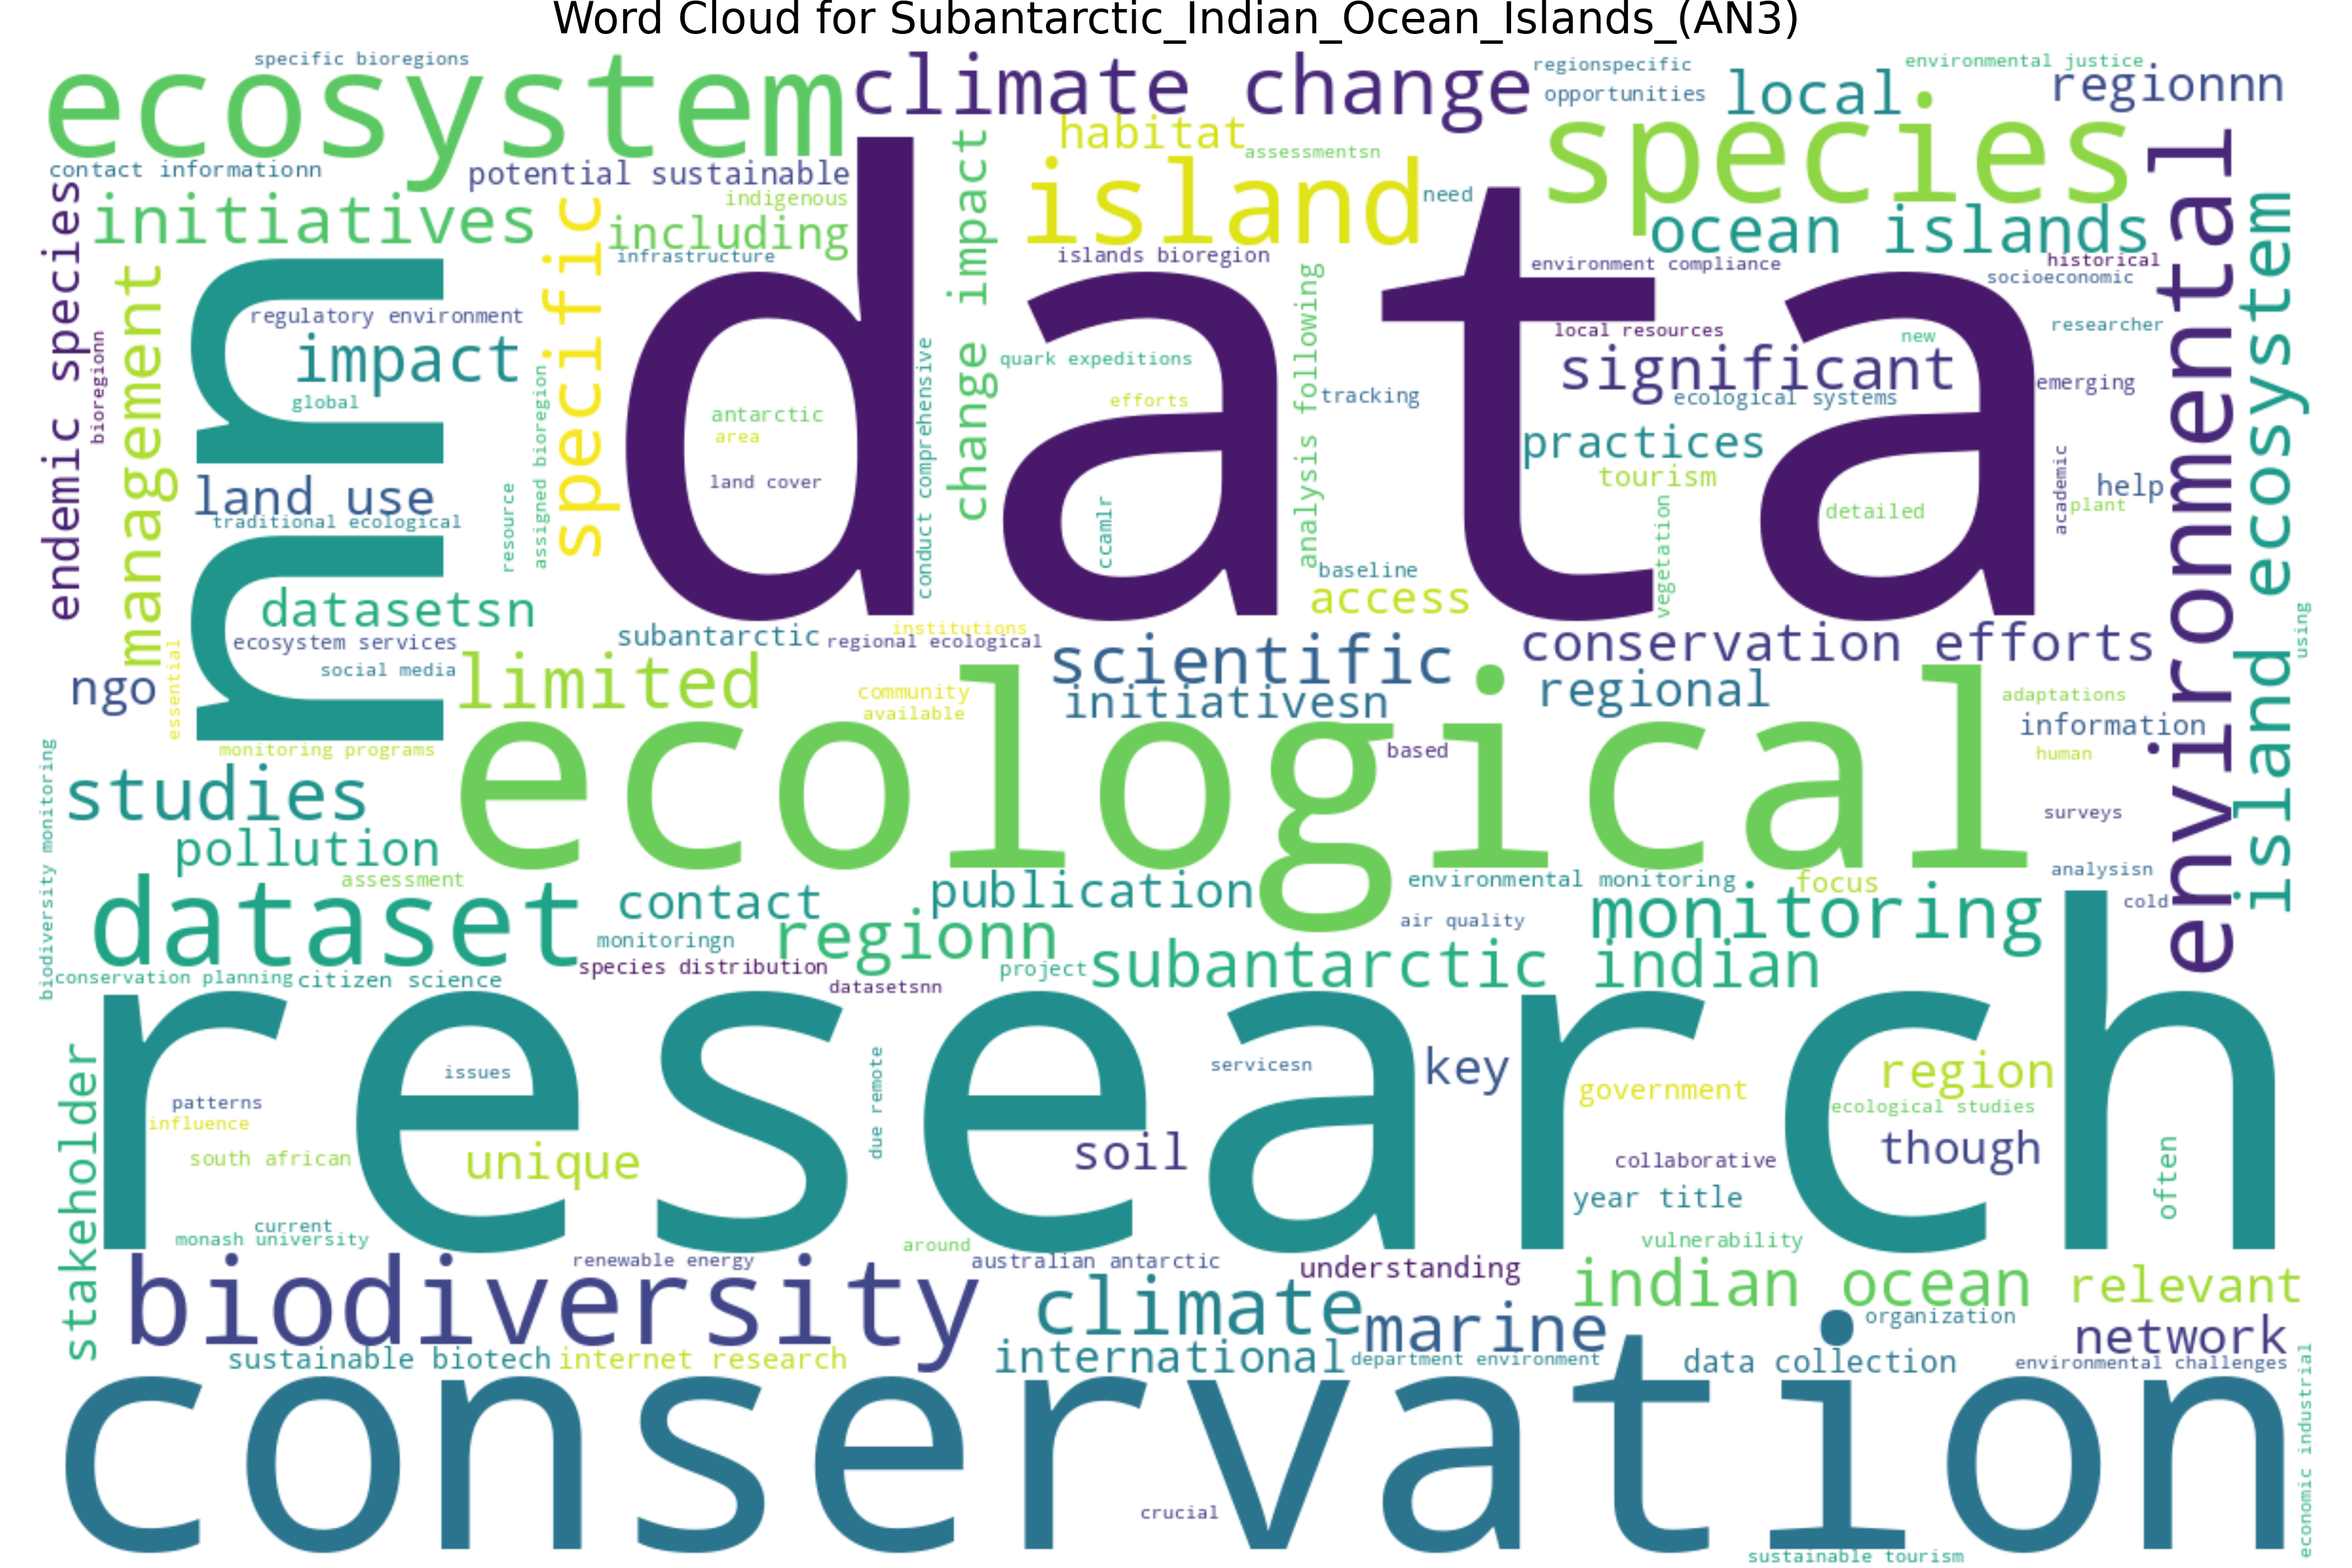 Word Cloud for Subantarctic_Indian_Ocean_Islands_(AN3)
specific bioregions
ecosystem
climate change
regionspecific
opportunities
local
environmental justice
regionnn
contact informationn
potential sustainable
habitat
assessmentsn
species
initiatives
indigenous
including
infrastructure
specific
change impact
island
need
ocean islands
islands bioregion
environment compliance
historical
socioeconomic
endemic species
bioregionn
management
nn
regulatory environment
impact
global
data
antarctic
area
land cover
quark expeditions
efforts
ccamlr
analysis following
tracking
local resources
new
significant
ecological systems
researcher
emerging
practices
tourism
detailed
vegetation
academic
help
plant
environmental
island ecosystem
using
land use
traditional ecological
resource
assigned bioregion
conduct comprehensive
datasetsn
ecosystem services
social media
essential
ngo
limited
subantarctic
regional ecological
institutions
baseline
access
scientific
initiativesn
conservation efforts
regional
community
available
adaptations
information
human
monitoring programs
ecological
based
studies
biodiversity monitoring
surveys
pollution
assessment
dataset
contact
publication
environmental monitoring
focus
analysisn
cold
monitoring
air quality
monitoringn
regionn
species distribution
project
subantarctic indian
conservation planning
citizen science
datasetsnn
research
stakeholder
issues
due remote
servicesn
key
government
region
ecological studies
patterns
influence
south african
unique
soil
collaborative
though
year title
often
current
monash university
around
vulnerability
renewable energy
australian antarctic
understanding
biodiversity
climate
indian ocean
relevant
marine
organization
network
sustainable biotech
internet research
international
department environment
data collection
environmental challenges
economic industrial
conservation
crucial
sustainable tourism